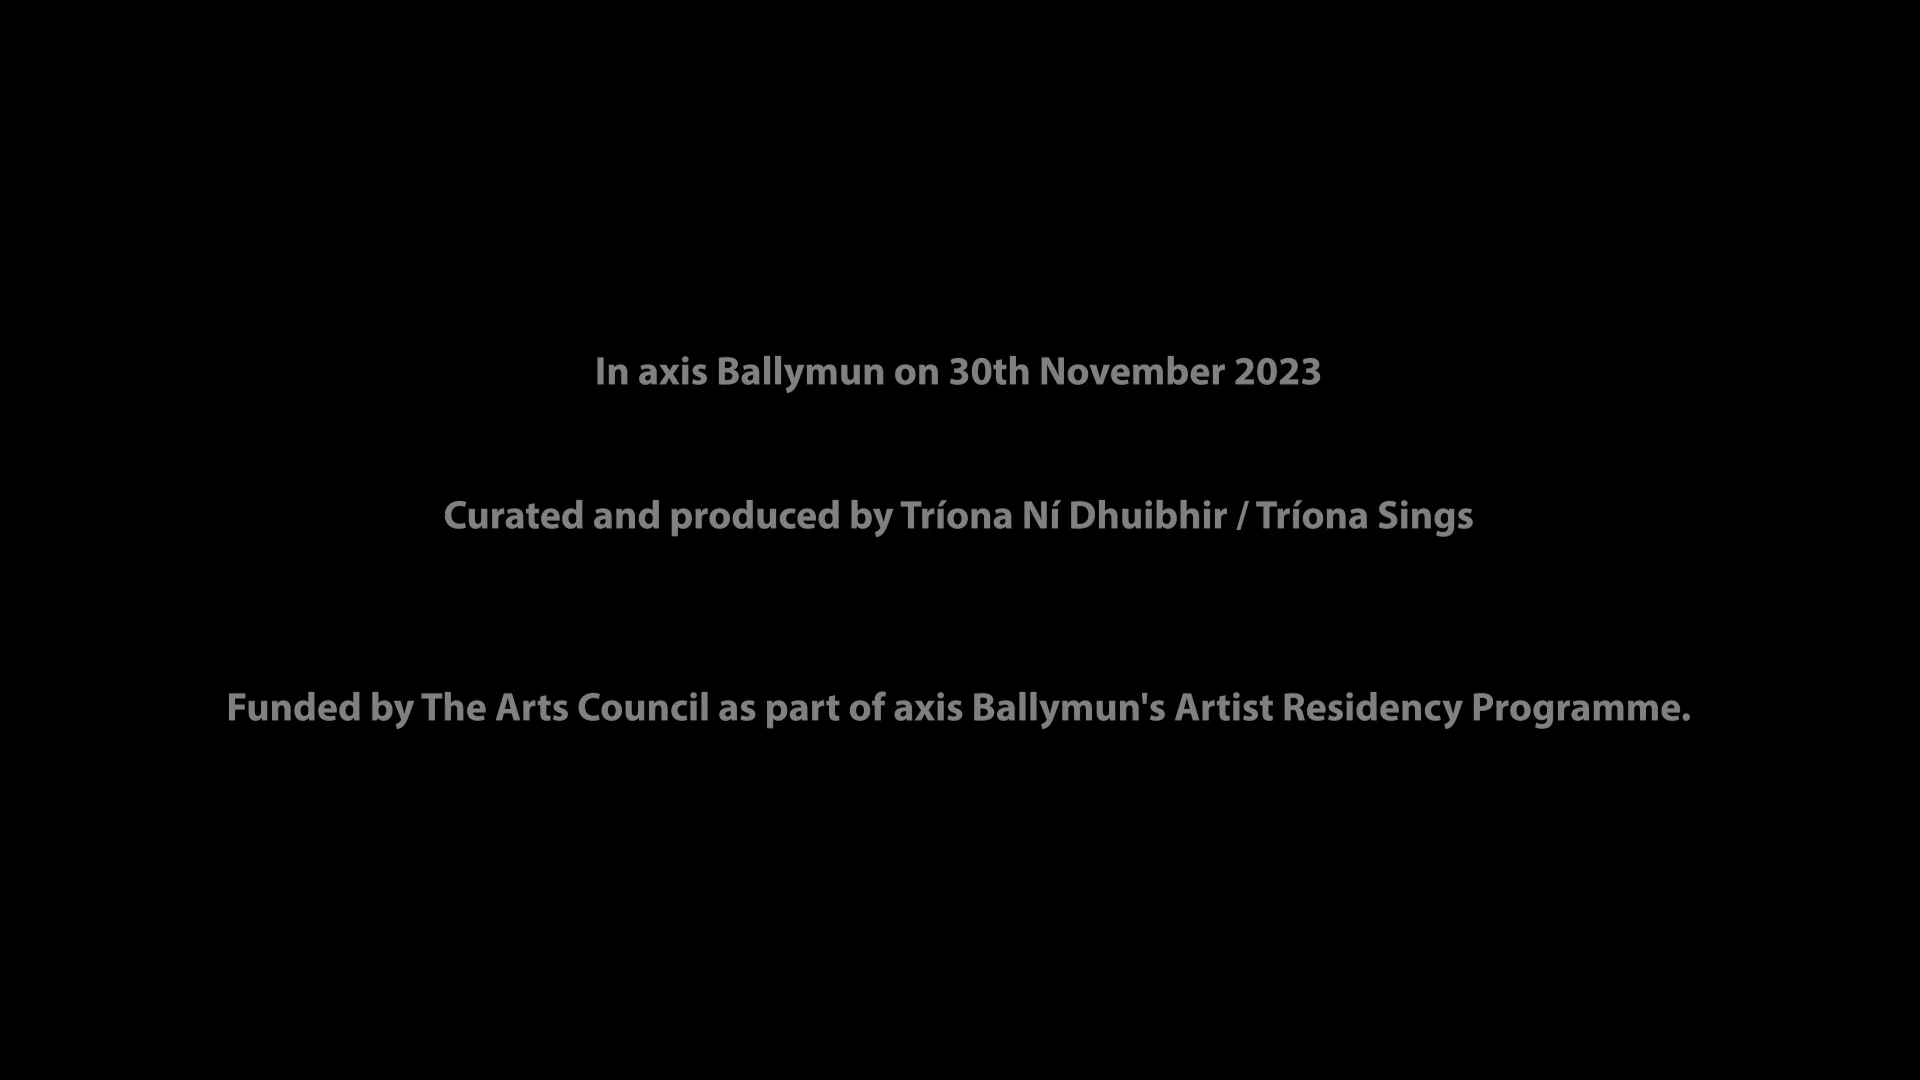 In axis Ballymun on 30th November 2023
Curated and produced by Tríona Ní Dhuibhir / Tríona Sings
Funded by The Arts Council as part of axis Ballymun's Artist Residency Programme.